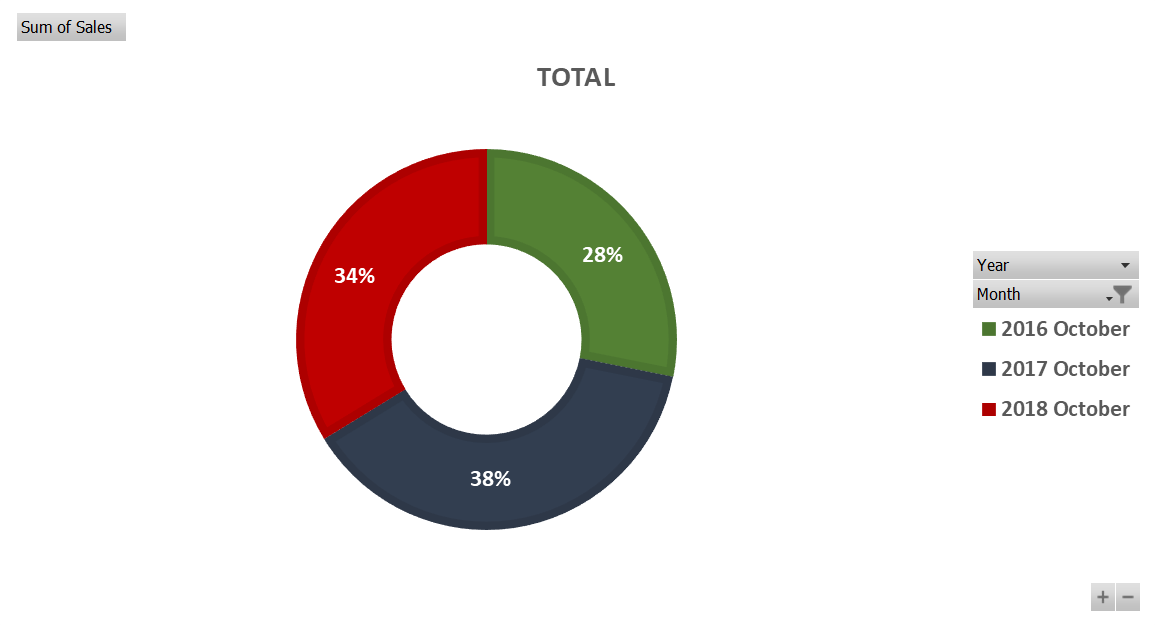 Sum of Sales
TOTAL
28%
34%
38%
Year
Month
2016 October
2017 October
2018 October
+ −